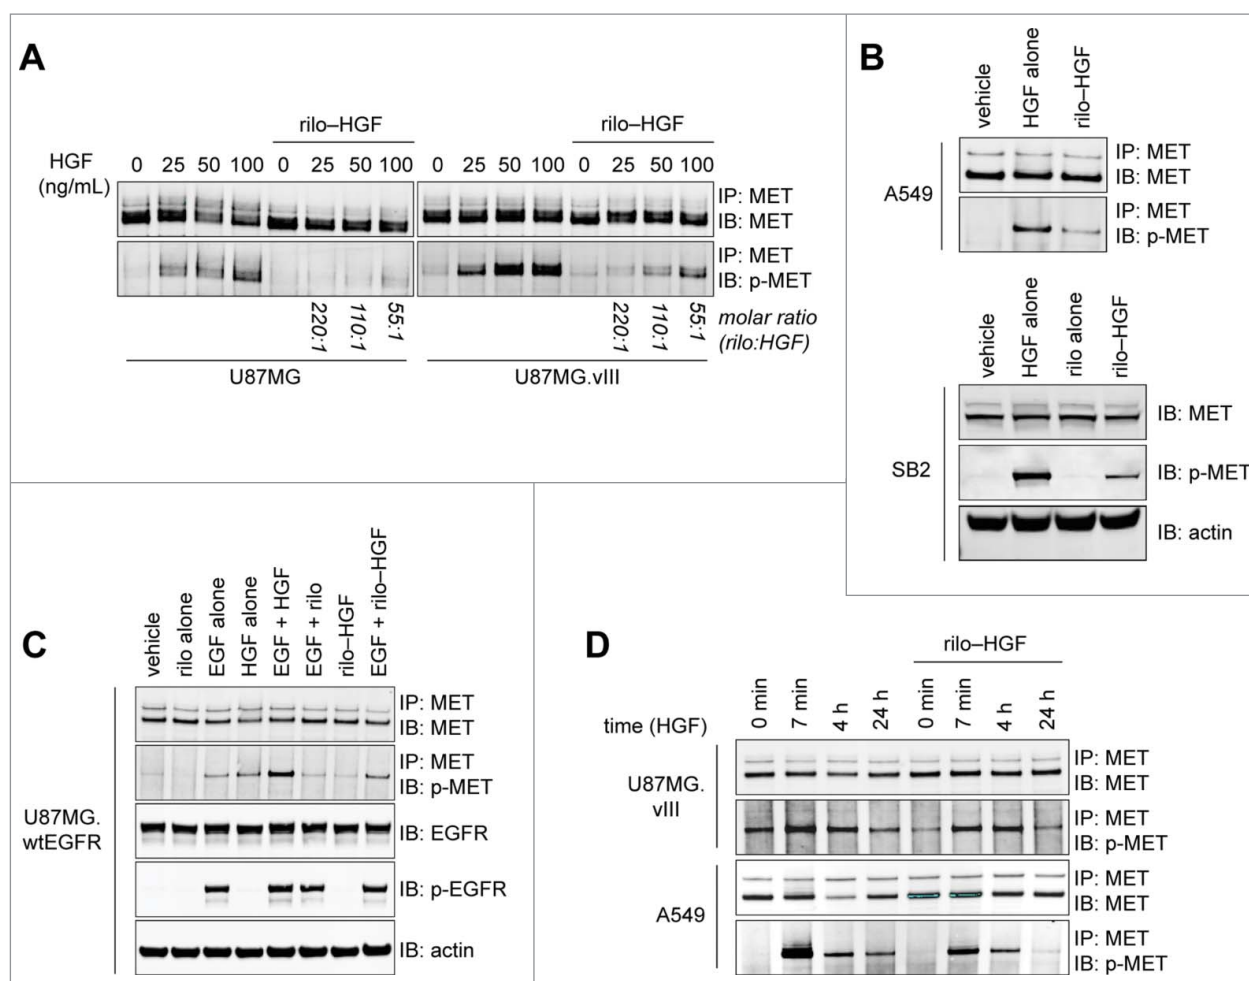 A
rilo–HGF
rilo–HGF
HGF
(ng/mL)
0 25 50 100 0 25 50 100 0 25 50 100 0 25 50 100
IP: MET
IB: MET
IP: MET
IB: p-MET
220:1 110:1 55:1 220:1 110:1 55:1
molar ratio
(rilo:HGF)
U87MG
U87MG.vIII
B
vehicle
HGF alone
rilo–HGF
A549
IP: MET
IB: MET
IP: MET
IB: p-MET
vehicle
HGF alone
rilo alone
rilo–HGF
SB2
IB: MET
IB: p-MET
IB: actin
C
vehicle
rilo alone
EGF alone
HGF alone
EGF + HGF
EGF + rilo
rilo–HGF
EGF + rilo–HGF
U87MG.
wtEGFR
IP: MET
IB: MET
IP: MET
IB: p-MET
IB: EGFR
IB: p-EGFR
IB: actin
D
rilo–HGF
time (HGF)
0 min
7 min
4 h
24 h
0 min
7 min
4 h
24 h
U87MG.
vIII
IP: MET
IB: MET
IP: MET
IB: p-MET
A549
IP: MET
IB: MET
IP: MET
IB: p-MET